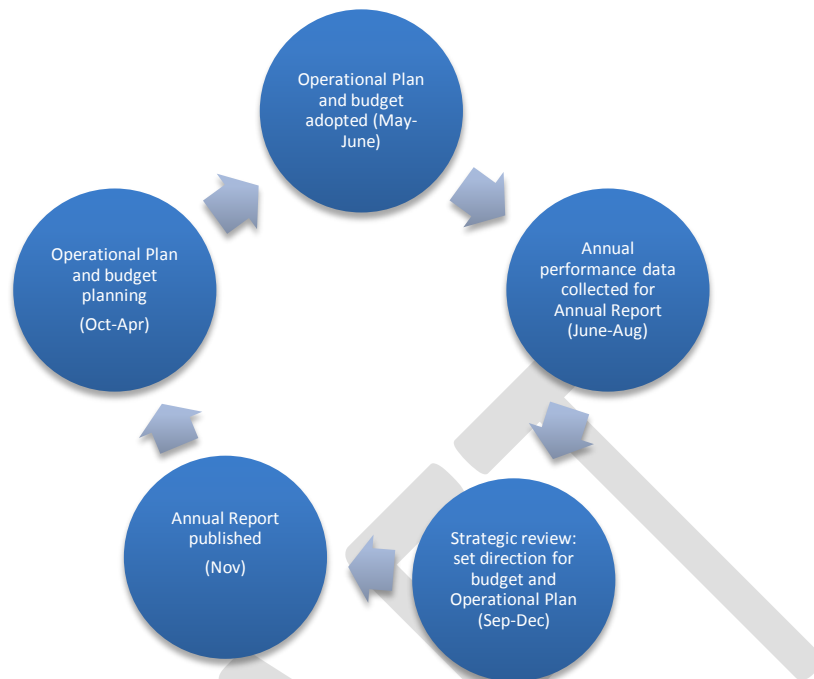 Operational Plan
and budget
adopted (May-
June)
Annual
performance data
collected for
Annual Report
(June-Aug)
Strategic review:
set direction for
budget and
Operational Plan
(Sep-Dec)
Annual Report
published
(Nov)
Operational Plan
and budget
planning
(Oct-Apr)